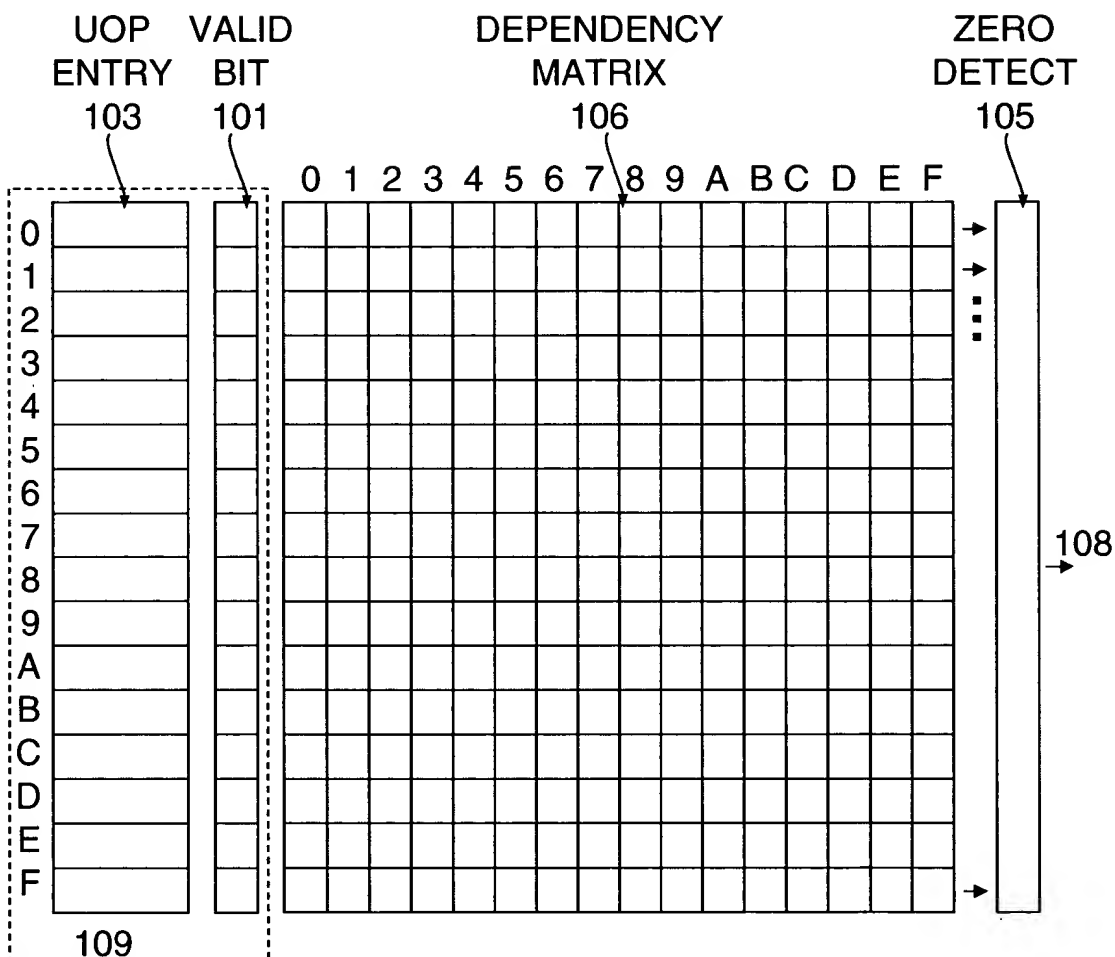 UOP ENTRY 103
VALID BIT 101
DEPENDENCY MATRIX 106
ZERO DETECT 105
0 1 2 3 4 5 6 7 8 9 A B C D E F
0
1
2
3
4
5
6
7
8
9
A
B
C
D
E
F
108
109